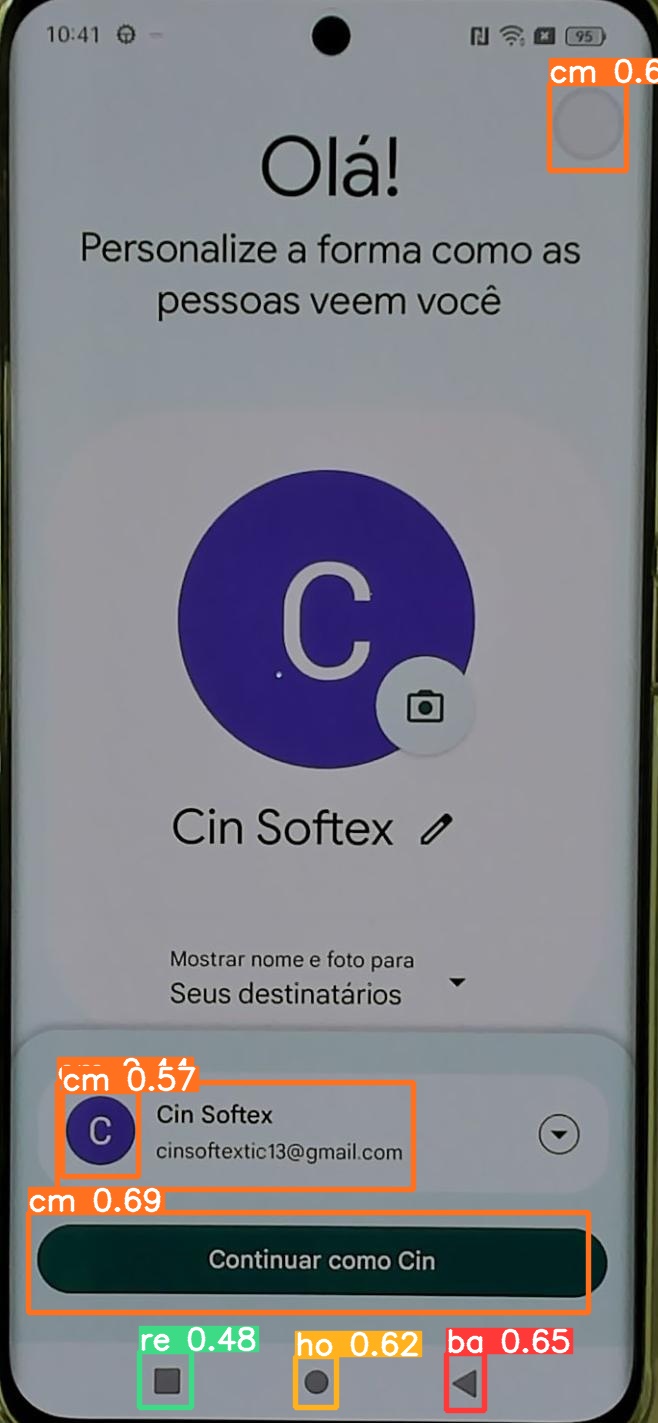 10:41
95
cm 0.6
Olá!
Personalize a forma como as
pessoas veem você
C
Cin Softex
Mostrar nome e foto para
Seus destinatários
cm 0.57
C
Cin Softex
cinsoftextic13@gmail.com
cm 0.69
Continuar como Cin
re 0.48
ho 0.62
ba 0.65